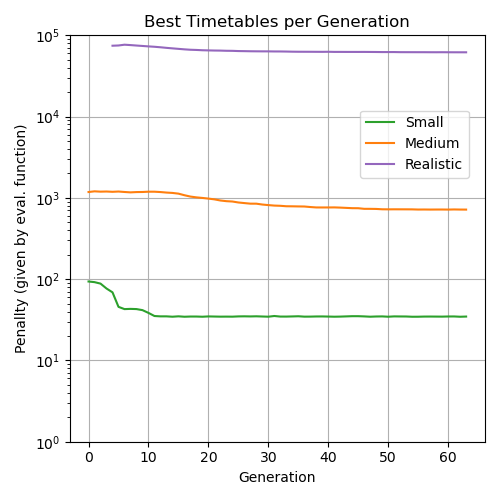 Best Timetables per Generation
10^5
10^4
10^3
10^2
10^1
10^0
Penallty (given by eval. function)
Small
Medium
Realistic
0 10 20 30 40 50 60
Generation